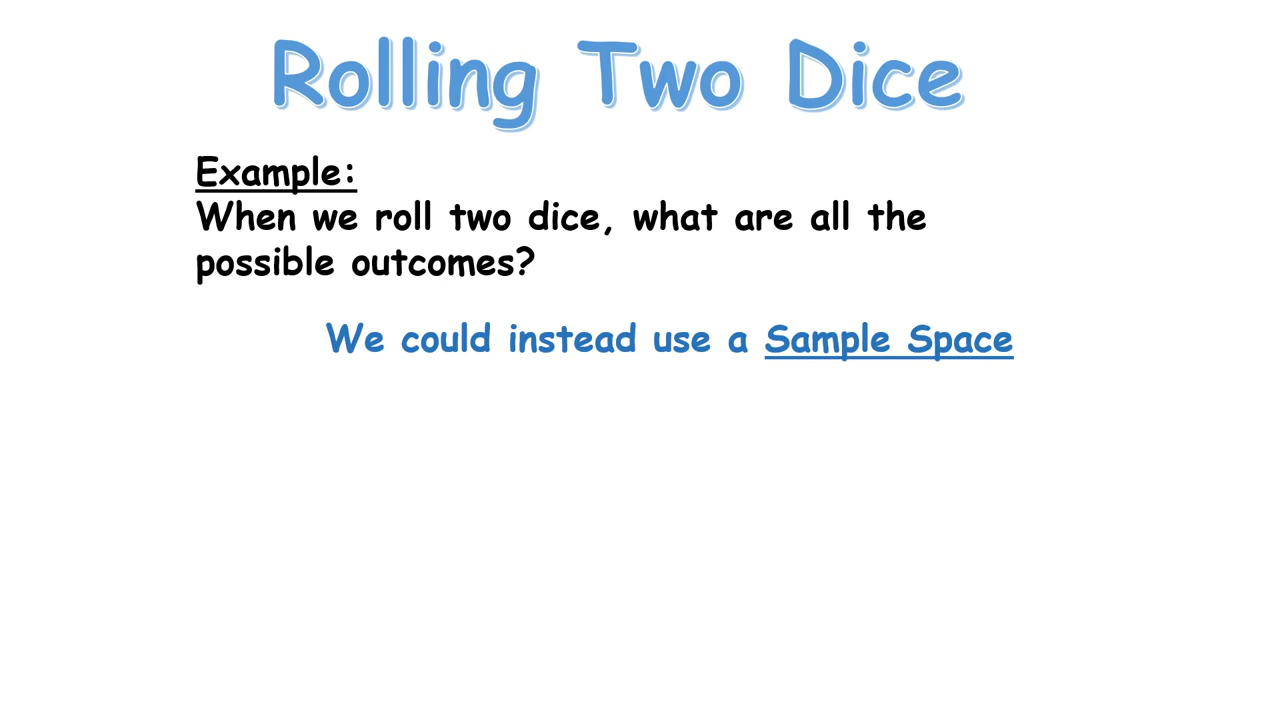 Rolling Two Dice
Example:
When we roll two dice, what are all the
possible outcomes?
We could instead use a Sample Space